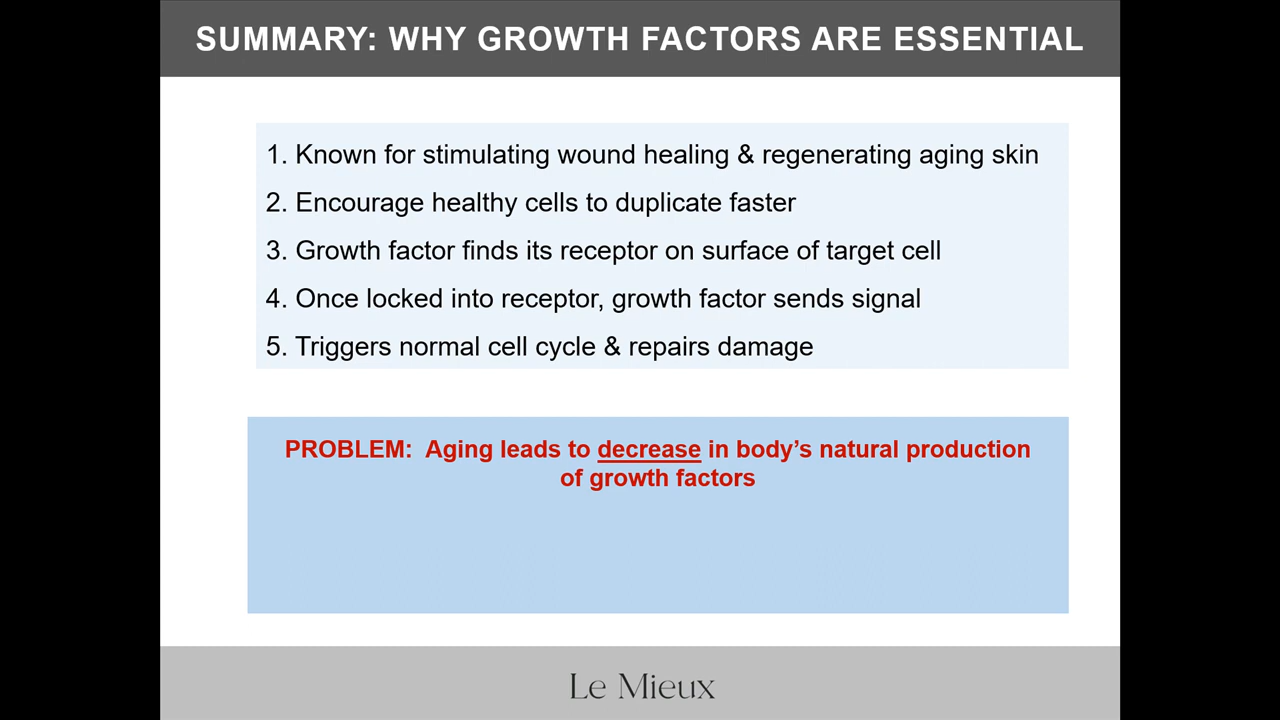 SUMMARY: WHY GROWTH FACTORS ARE ESSENTIAL
1. Known for stimulating wound healing & regenerating aging skin
2. Encourage healthy cells to duplicate faster
3. Growth factor finds its receptor on surface of target cell
4. Once locked into receptor, growth factor sends signal
5. Triggers normal cell cycle & repairs damage
PROBLEM:  Aging leads to decrease in body’s natural production
of growth factors
Le Mieux